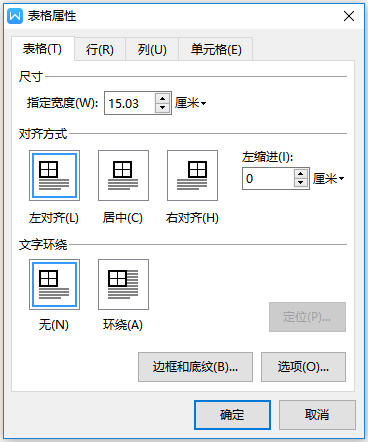 表格属性
表格(T) 行(R) 列(U) 单元格(E)
尺寸
指定宽度(W): 15.03 厘米
对齐方式
左缩进(I):
0 厘米
左对齐(L) 居中(C) 右对齐(H)
文字环绕
无(N) 环绕(A)
定位(P)...
边框和底纹(B)... 选项(O)...
确定 取消